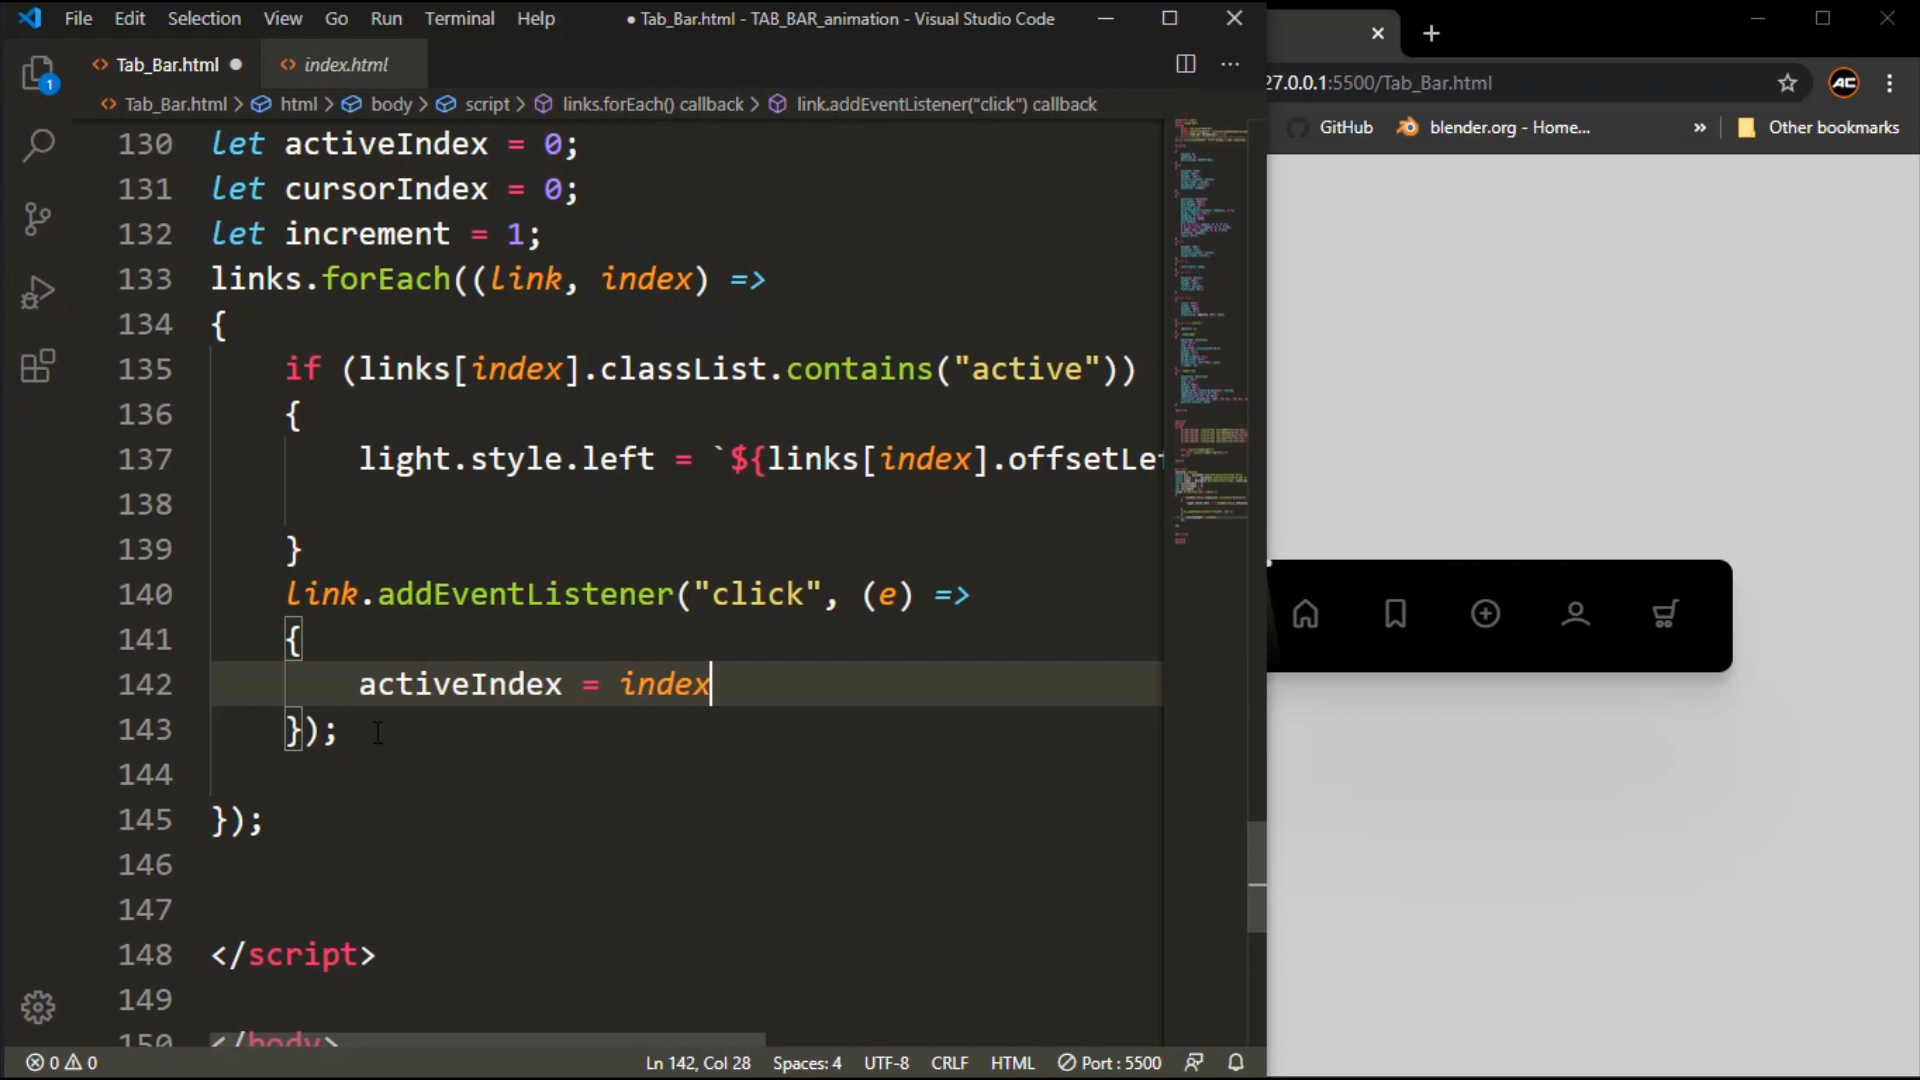 File Edit Selection View Go Run Terminal Help
● Tab_Bar.html - TAB_BAR_animation - Visual Studio Code
Tab_Bar.html ●
index.html
Tab_Bar.html > html > body > script > links.forEach() callback > link.addEventListener("click") callback
1
130 let activeIndex = 0;
131 let cursorIndex = 0;
132 let increment = 1;
133 links.forEach((link, index) =>
134 {
135 if (links[index].classList.contains("active"))
136 {
137 light.style.left = `${links[index].offsetLe
138
139 }
140 link.addEventListener("click", (e) =>
141 {
142 activeIndex = index
143 });
144
145 });
146
147
148 </script>
149
150 </body>
0 0
Ln 142, Col 28 Spaces: 4 UTF-8 CRLF HTML Port : 5500
27.0.0.1:5500/Tab_Bar.html
AC
GitHub
blender.org - Home...
»
Other bookmarks